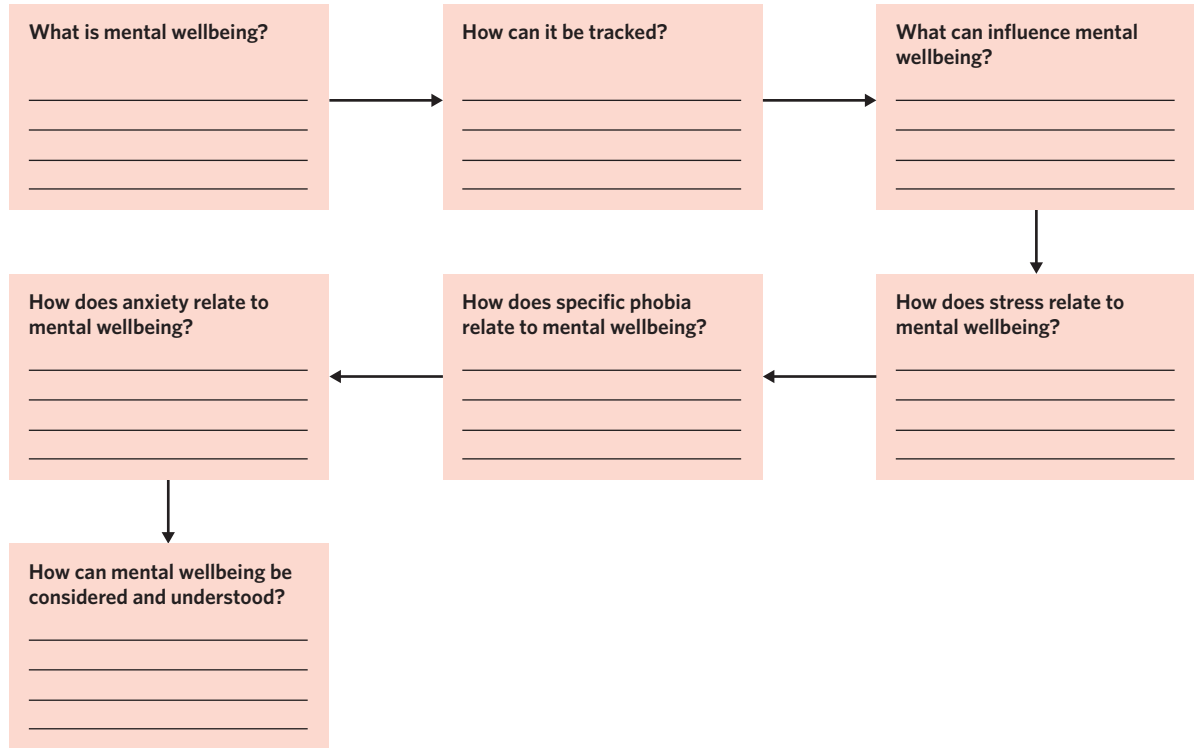 What is mental wellbeing?
How can it be tracked?
What can influence mental
wellbeing?
How does stress relate to
mental wellbeing?
How does specific phobia
relate to mental wellbeing?
How does anxiety relate to
mental wellbeing?
How can mental wellbeing be
considered and understood?